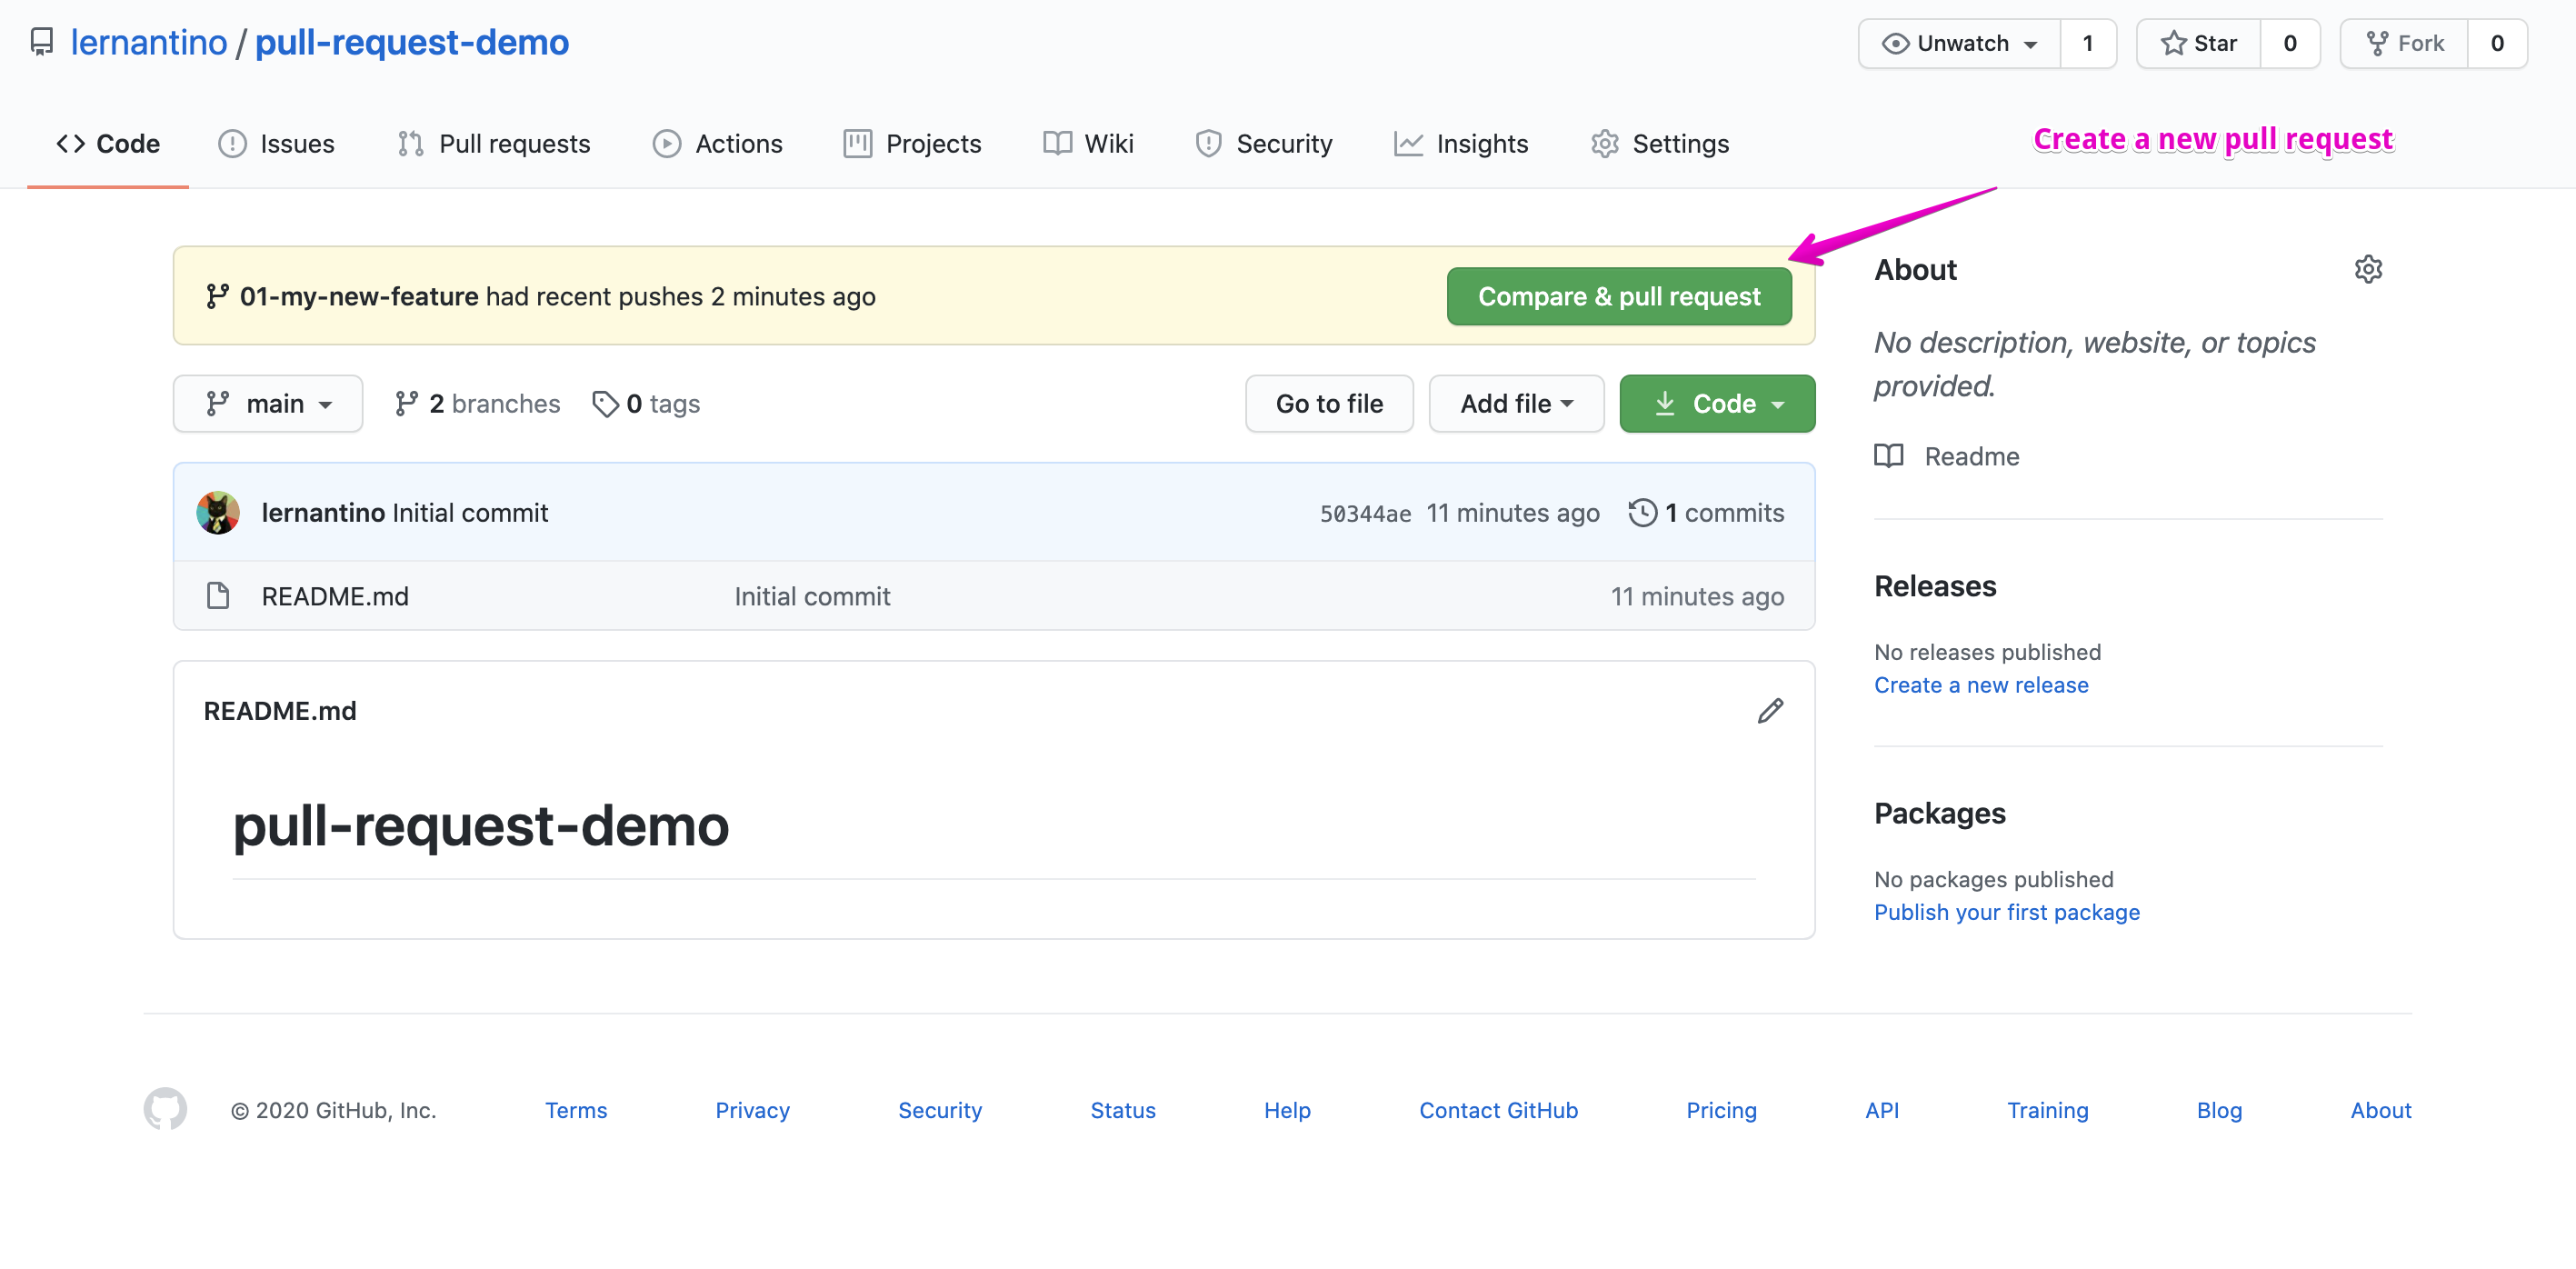 lernantino / pull-request-demo
Unwatch 1 Star 0 Fork 0
Code Issues Pull requests Actions Projects Wiki Security Insights Settings
Create a new pull request
01-my-new-feature had recent pushes 2 minutes ago
Compare & pull request
main 2 branches 0 tags
Go to file Add file Code
lernantino Initial commit 50344ae 11 minutes ago 1 commits
README.md Initial commit 11 minutes ago
README.md
pull-request-demo
About
No description, website, or topics
provided.
Readme
Releases
No releases published
Create a new release
Packages
No packages published
Publish your first package
© 2020 GitHub, Inc. Terms Privacy Security Status Help Contact GitHub Pricing API Training Blog About